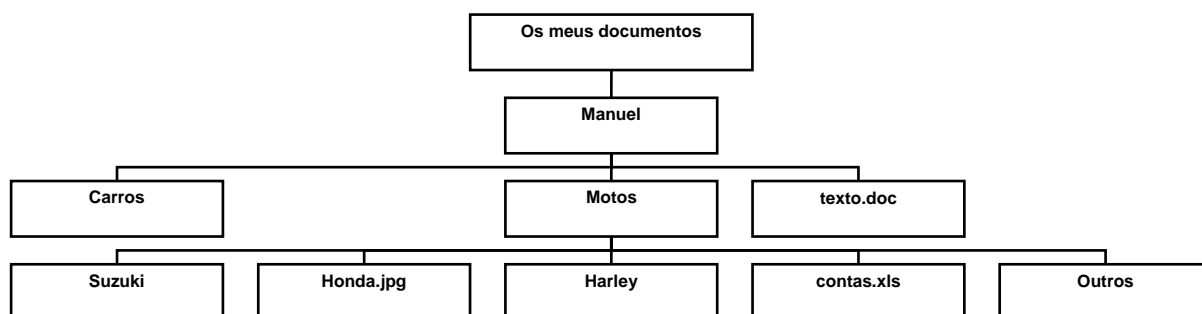 Os meus documentos
Manuel
Carros
Motos
texto.doc
Suzuki
Honda.jpg
Harley
contas.xls
Outros